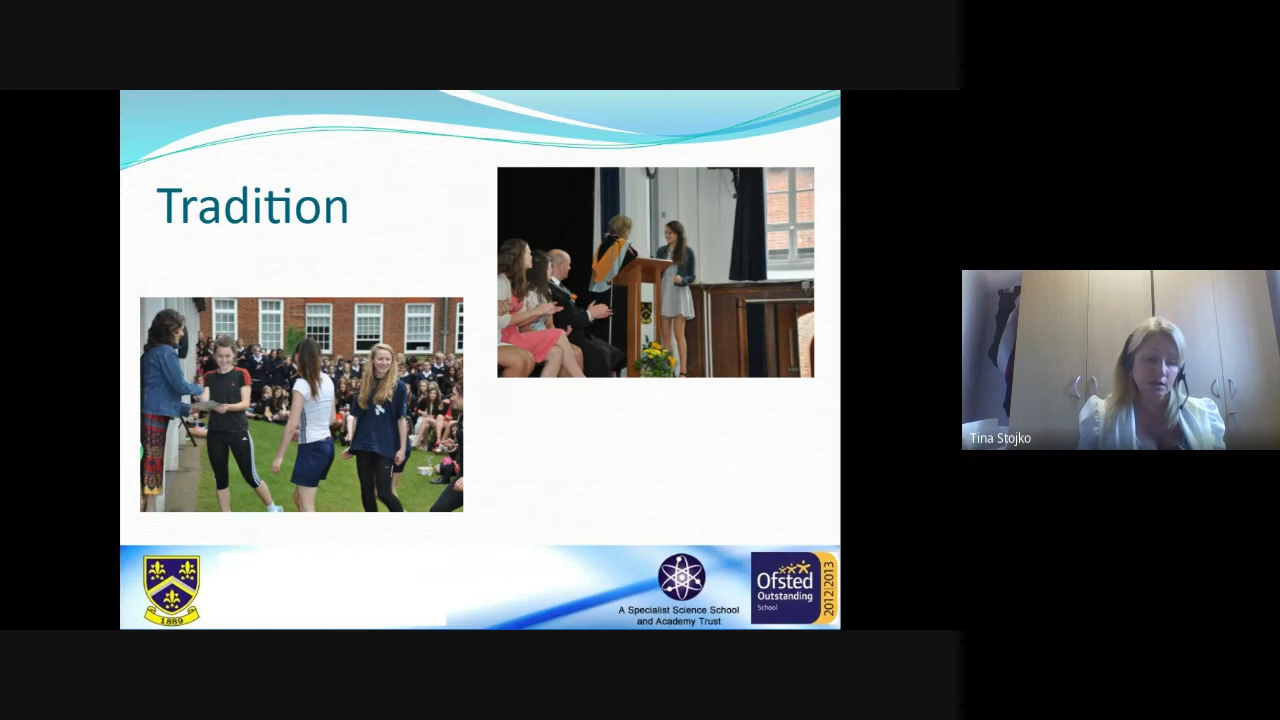 Tradition
1889
A Specialist Science School
and Academy Trust
Ofsted
Outstanding
School
2012|2013
Tina Stojko